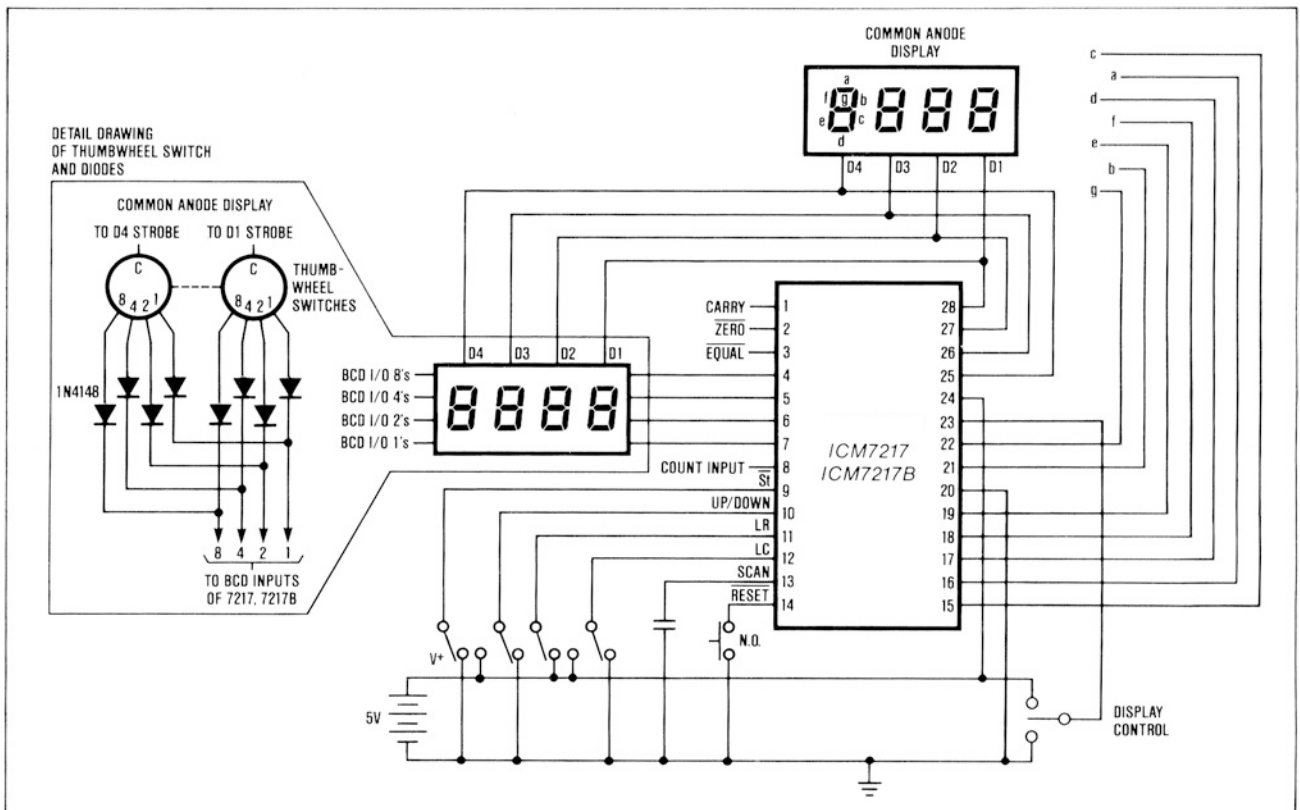 COMMON ANODE
DISPLAY
a
f g b
e c
d
D4 D3 D2 D1
c
a
d
f
e
b
g
DETAIL DRAWING
OF THUMBWHEEL SWITCH
AND DIODES
COMMON ANODE DISPLAY
TO D4 STROBE TO D1 STROBE
C C
8 4 2 1 8 4 2 1
THUMB-
WHEEL
SWITCHES
1N4148
8 4 2 1
TO BCD INPUTS
OF 7217, 7217B
D4 D3 D2 D1
BCD I/O 8's
BCD I/O 4's
BCD I/O 2's
BCD I/O 1's
8888
8888
CARRY 1
ZERO 2
EQUAL 3
4
5
6
7
COUNT INPUT 8
St 9
UP/DOWN 10
LR 11
LC 12
SCAN 13
RESET 14
ICM7217
ICM7217B
28
27
26
25
24
23
22
21
20
19
18
17
16
15
N.O.
V+
5V
DISPLAY
CONTROL